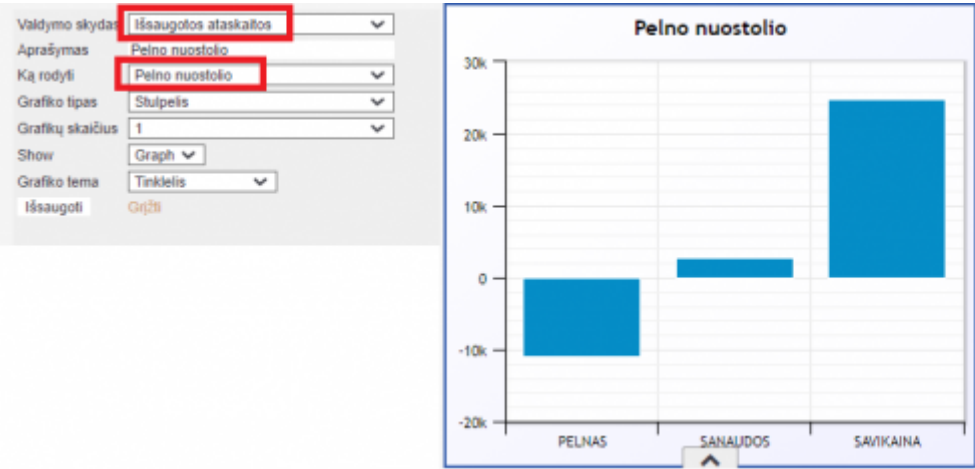 Valdymo skydas Išsaugotos ataskaitos
Aprašymas Pelno nuostolio
Ką rodyti Pelno nuostolio
Grafiko tipas Stulpelis
Grafikų skaičius 1
Show Graph
Grafiko tema Tinklelis
Išsaugoti Grįžti
Pelno nuostolio
30k
20k
10k
0
-10k
-20k
PELNAS SANAUDOS SAVIKAINA